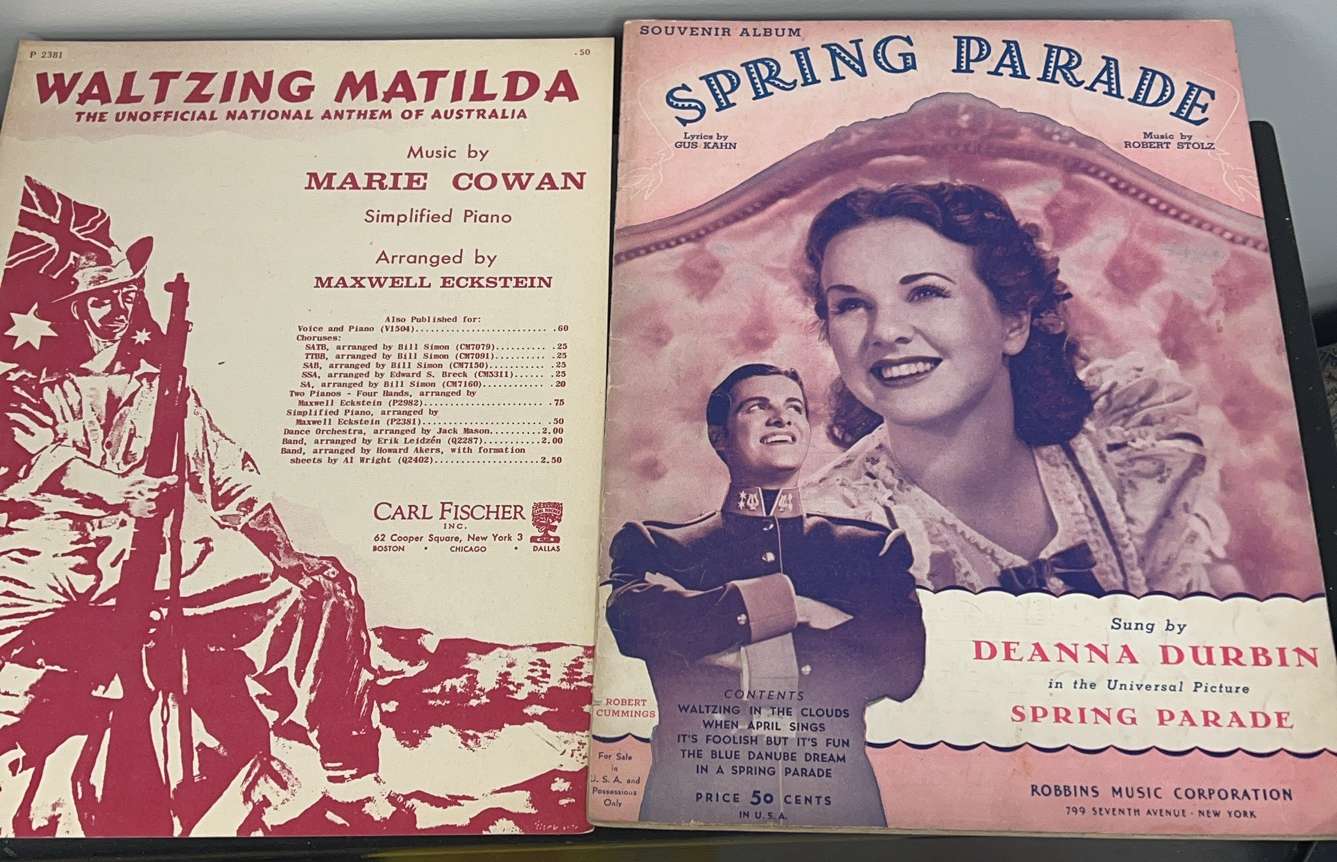 P 2381
.50
WALTZING MATILDA
THE UNOFFICIAL NATIONAL ANTHEM OF AUSTRALIA
Music by
MARIE COWAN
Simplified Piano
Arranged by
MAXWELL ECKSTEIN
Also Published for:
Voice and Piano (V1504)..........................60
Choruses:
SATB, arranged by Bill Simon (CM7079)..........25
TTBB, arranged by Bill Simon (CM7091)..........25
SAB, arranged by Bill Simon (CM7150)...........25
SSA, arranged by Edward S. Breck (CM5311)......25
SA, arranged by Bill Simon (CM7160)............20
Two Pianos - Four Hands, arranged by
Maxwell Eckstein (P2982).......................75
Simplified Piano, arranged by
Maxwell Eckstein (P2381).......................50
Dance Orchestra, arranged by Jack Mason.........2.00
Band, arranged by Erik Leidzén (Q2287)...........2.00
Band, arranged by Howard Akers, with formation
sheets by Al Wright (Q2402)....................2.50
CARL FISCHER
INC.
62 Cooper Square, New York 3
BOSTON • CHICAGO • DALLAS
SOUVENIR ALBUM
SPRING PARADE
Lyrics by
GUS KAHN
Music by
ROBERT STOLZ
Sung by
DEANNA DURBIN
in the Universal Picture
SPRING PARADE
ROBERT
CUMMINGS
CONTENTS
WALTZING IN THE CLOUDS
WHEN APRIL SINGS
IT'S FOOLISH BUT IT'S FUN
THE BLUE DANUBE DREAM
IN A SPRING PARADE
PRICE 50 CENTS
IN U.S.A.
For Sale
in
U. S. A. and
Possessions
Only
ROBBINS MUSIC CORPORATION
799 SEVENTH AVENUE · NEW YORK